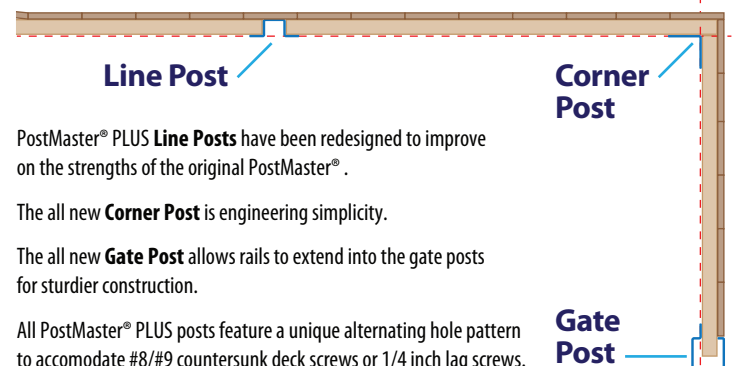 Line Post
Corner
Post
PostMaster® PLUS Line Posts have been redesigned to improve
on the strengths of the original PostMaster® .
The all new Corner Post is engineering simplicity.
The all new Gate Post allows rails to extend into the gate posts
for sturdier construction.
All PostMaster® PLUS posts feature a unique alternating hole pattern
to accomodate #8/#9 countersunk deck screws or 1/4 inch lag screws.
Gate
Post